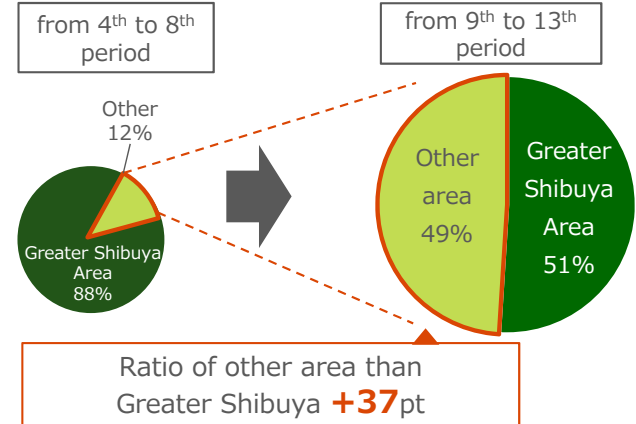 from 4th to 8th
period
from 9th to 13th
period
Other
12%
Greater Shibuya
Area
88%
Other
area
49%
Greater
Shibuya
Area
51%
Ratio of other area than
Greater Shibuya +37pt